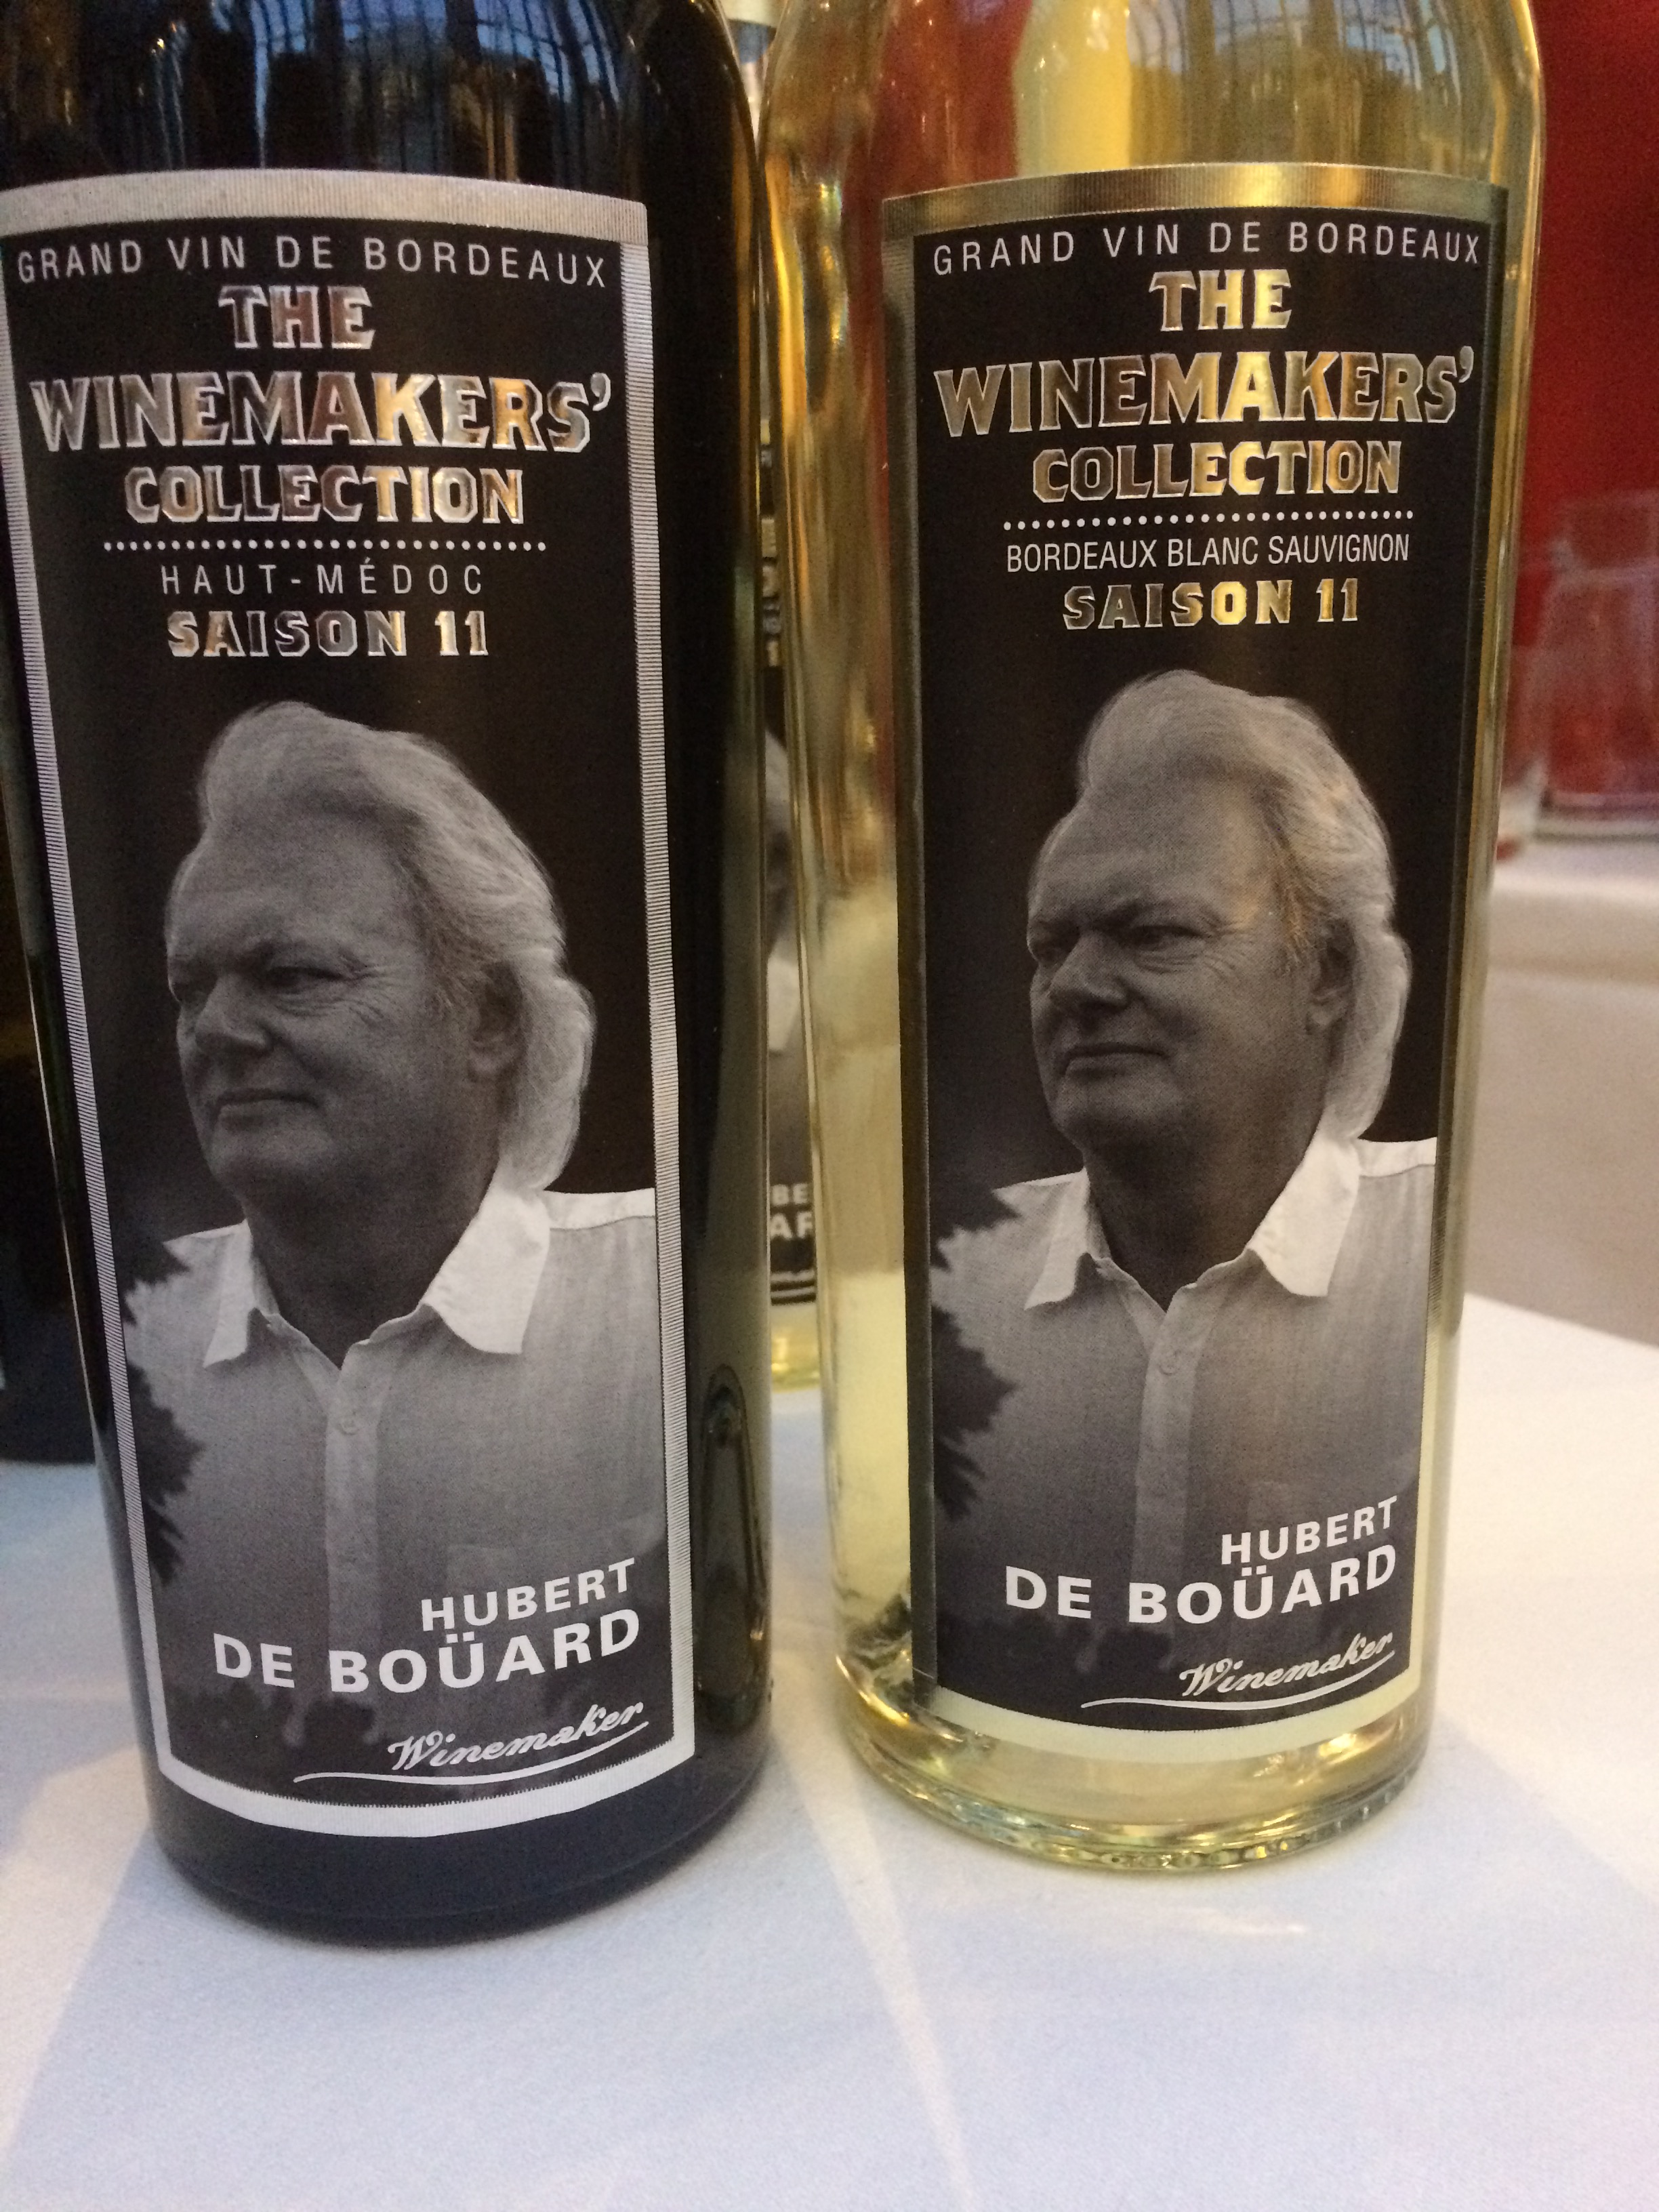 GRAND VIN DE BORDEAUX
THE
WINEMAKERS'
COLLECTION
HAUT-MÉDOC
SAISON 11
HUBERT
DE BOÜARD
Winemaker
GRAND VIN DE BORDEAUX
THE
WINEMAKERS'
COLLECTION
BORDEAUX BLANC SAUVIGNON
SAISON 11
HUBERT
DE BOÜARD
Winemaker